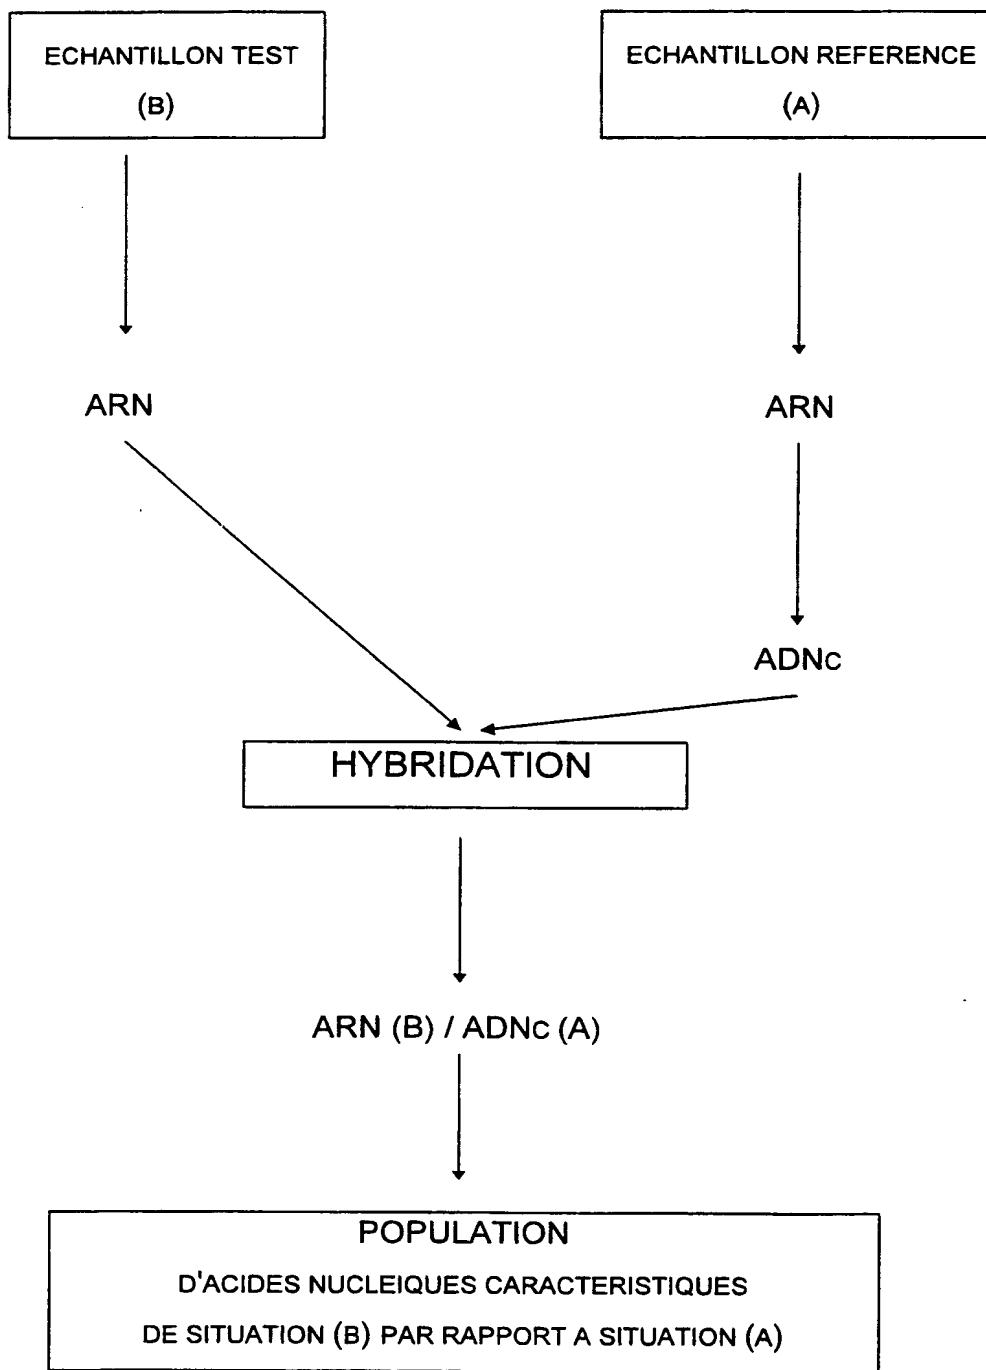 ECHANTILLON TEST
(B)
ECHANTILLON REFERENCE
(A)
ARN
ARN
ADNc
HYBRIDATION
ARN (B) / ADNc (A)
POPULATION
D'ACIDES NUCLEIQUES CARACTERISTIQUES
DE SITUATION (B) PAR RAPPORT A SITUATION (A)